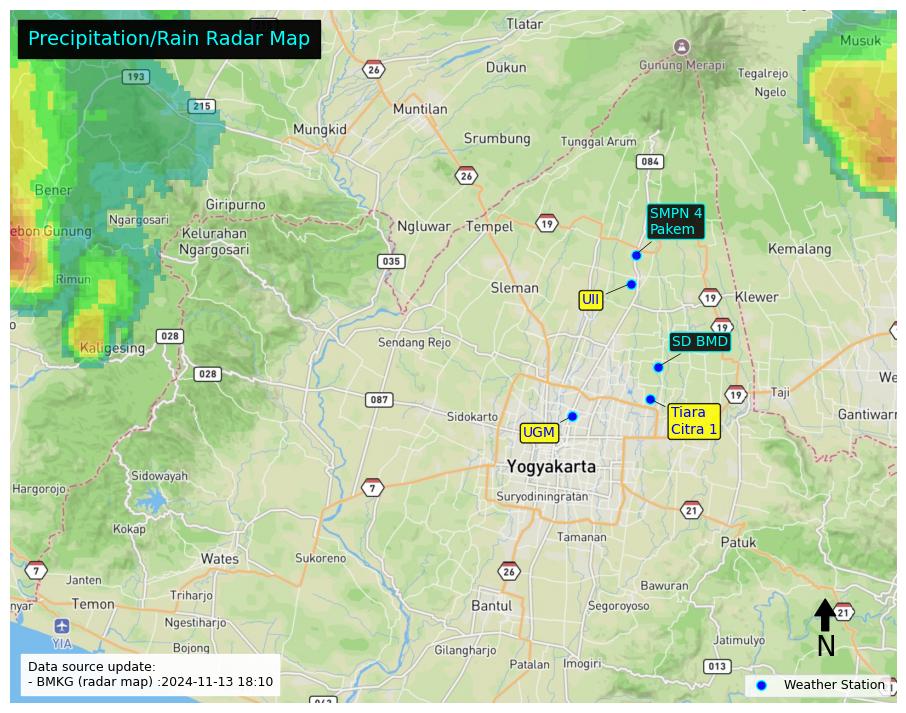 Precipitation/Rain Radar Map
Tlatar
Musuk
Gunung Merapi
Dukun
26
193
Tegalrejo
Ngelo
215
Muntilan
Mungkid
Srumbung
Tunggal Arum
084
26
Bener
Ngargosari
Giripurno
SMPN 4
Pakem
ebon Gunung
Kelurahan
Ngargosari
Ngluwar
Tempel
19
Kemalang
035
Rimun
Sleman
UII
19
Klewer
o
19
028
Kaligesing
Sendang Rejo
SD BMD
028
We
087
19
Taji
Sidokarto
Tiara
Citra 1
Gantiwarn
UGM
Yogyakarta
Sidowayah
Hargorojo
7
Suryodiningratan
21
Kokap
Tamanan
Patuk
Wates
Sukoreno
7
26
Janten
Bawuran
Triharjo
nyar
Temon
Bantul
Segoroyoso
21
Ngestiharjo
YIA
N
Bojong
Gilangharjo
Jatimulyo
Data source update:
- BMKG (radar map) :2024-11-13 18:10
Patalan
Imogiri
013
Weather Station